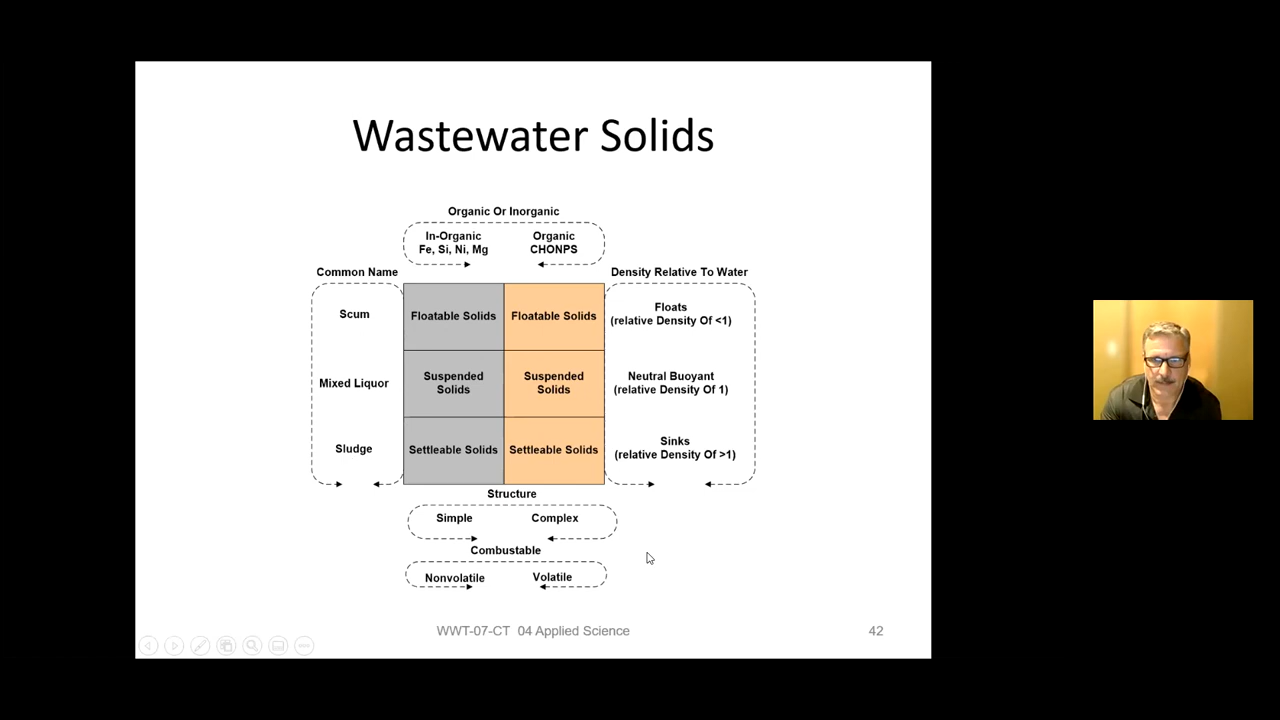 Wastewater Solids
Organic Or Inorganic
In-Organic
Fe, Si, Ni, Mg
Organic
CHONPS
Common Name
Density Relative To Water
Scum
Floatable Solids
Floatable Solids
Floats
(relative Density Of <1)
Mixed Liquor
Suspended
Solids
Suspended
Solids
Neutral Buoyant
(relative Density Of 1)
Sludge
Settleable Solids
Settleable Solids
Sinks
(relative Density Of >1)
Structure
Simple
Complex
Combustable
Nonvolatile
Volatile
WWT-07-CT 04 Applied Science
42